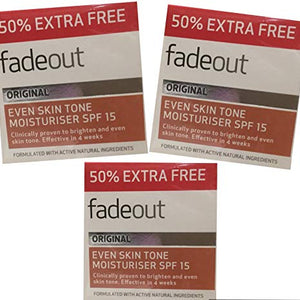 50% EXTRA FREE
fadeout
ORIGINAL
EVEN SKIN TONE
MOISTURISER SPF 15
Clinically proven to brighten and even
skin tone. Effective in 4 weeks
FORMULATED WITH ACTIVE NATURAL INGREDIENTS
50% EXTRA FREE
fadeout
ORIGINAL
EVEN SKIN TONE
MOISTURISER SPF 15
Clinically proven to brighten and even
skin tone. Effective in 4 weeks
FORMULATED WITH ACTIVE NATURAL INGREDIENTS
50% EXTRA FREE
fadeout
ORIGINAL
EVEN SKIN TONE
MOISTURISER SPF 15
Clinically proven to brighten and even
skin tone. Effective in 4 weeks
FORMULATED WITH ACTIVE NATURAL INGREDIENTS